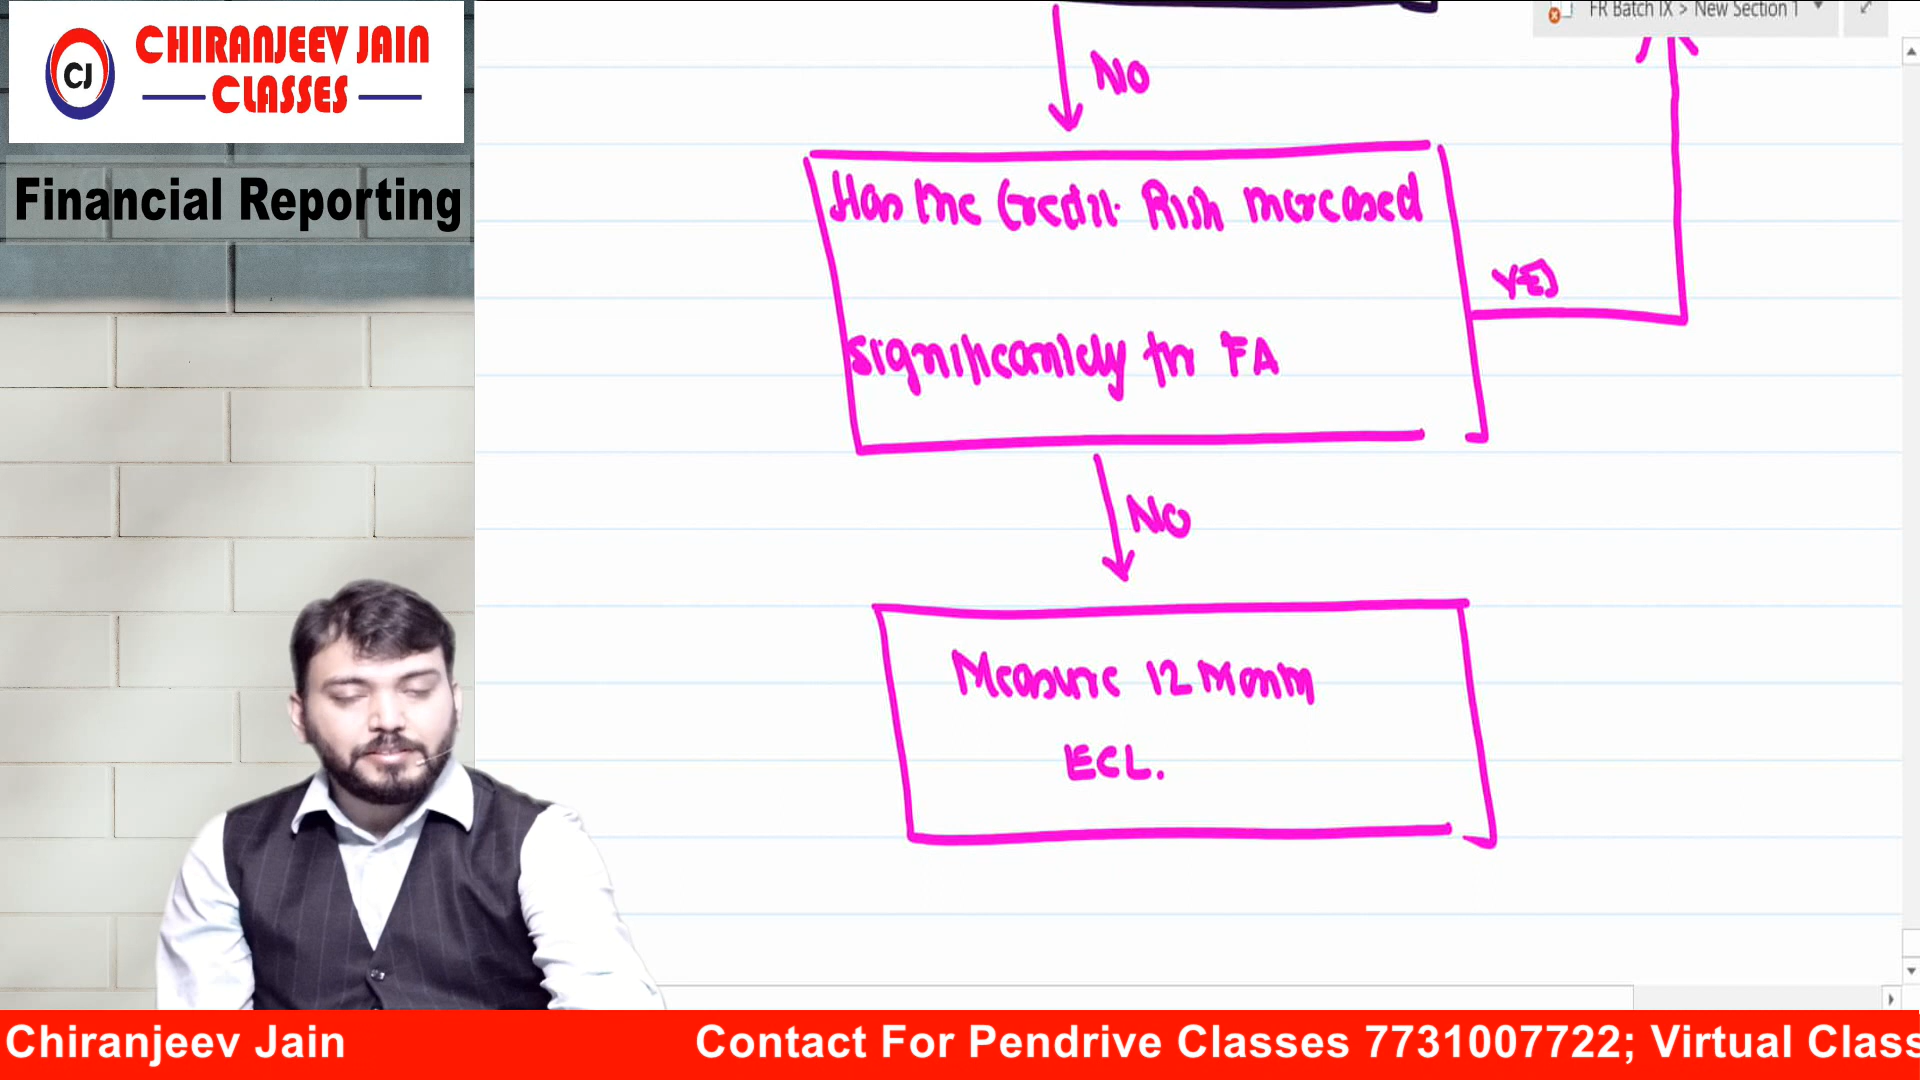 CHIRANJEEV JAIN
CJ
CLASSES
Financial Reporting
FR Batch IX > New Section 1
NO
Has the Credit Risk increased
significantly in FA
YES
NO
Measure 12 Month
ECL.
Chiranjeev Jain
Contact For Pendrive Classes 7731007722; Virtual Class